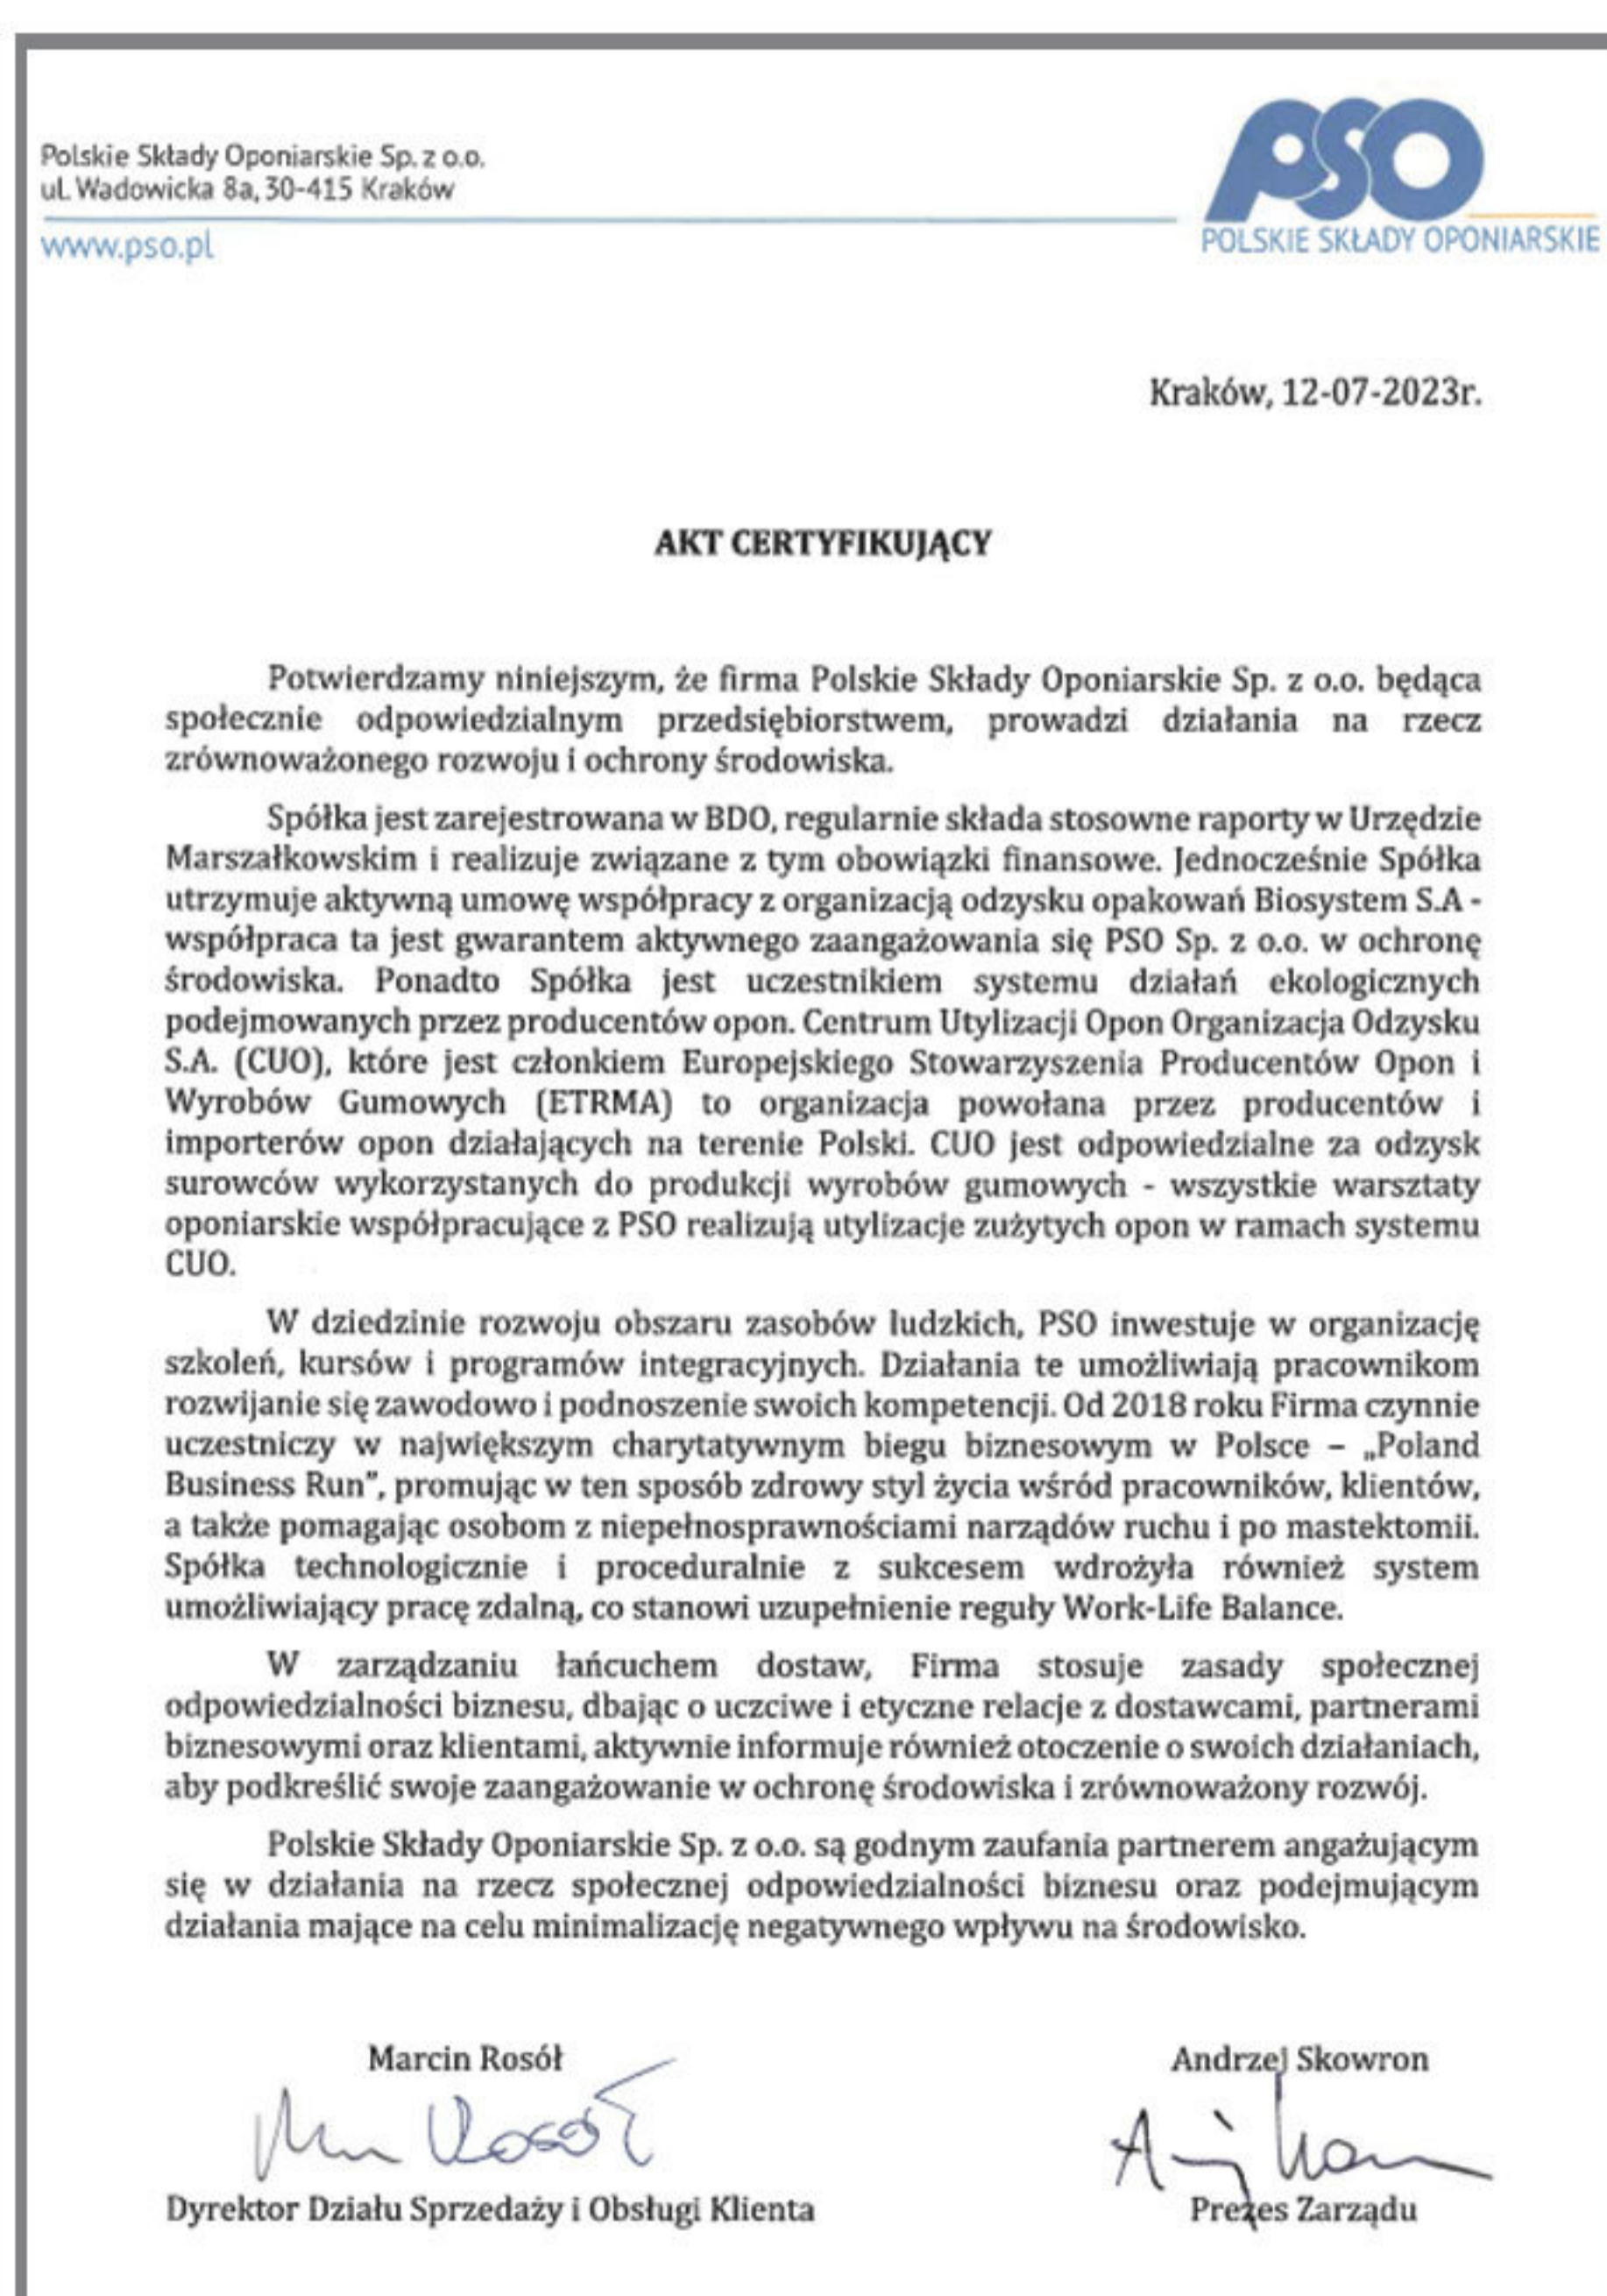 Polskie Składy Oponiarskie Sp. z o.o.
ul. Wadowicka 8a, 30-415 Kraków
www.pso.pl
PSO
POLSKIE SKŁADY OPONIARSKIE
Kraków, 12-07-2023r.
AKT CERTYFIKUJĄCY
Potwierdzamy niniejszym, że firma Polskie Składy Oponiarskie Sp. z o.o. będąca
społecznie odpowiedzialnym przedsiębiorstwem, prowadzi działania na rzecz
zrównoważonego rozwoju i ochrony środowiska.
Spółka jest zarejestrowana w BDO, regularnie składa stosowne raporty w Urzędzie
Marszałkowskim i realizuje związane z tym obowiązki finansowe. Jednocześnie Spółka
utrzymuje aktywną umowę współpracy z organizacją odzysku opakowań Biosystem S.A -
współpraca ta jest gwarantem aktywnego zaangażowania się PSO Sp. z o.o. w ochronę
środowiska. Ponadto Spółka jest uczestnikiem systemu działań ekologicznych
podejmowanych przez producentów opon. Centrum Utylizacji Opon Organizacja Odzysku
S.A. (CUO), które jest członkiem Europejskiego Stowarzyszenia Producentów Opon i
Wyrobów Gumowych (ETRMA) to organizacja powołana przez producentów i
importerów opon działających na terenie Polski. CUO jest odpowiedzialne za odzysk
surowców wykorzystanych do produkcji wyrobów gumowych - wszystkie warsztaty
oponiarskie współpracujące z PSO realizują utylizacje zużytych opon w ramach systemu
CUO.
W dziedzinie rozwoju obszaru zasobów ludzkich, PSO inwestuje w organizację
szkoleń, kursów i programów integracyjnych. Działania te umożliwiają pracownikom
rozwijanie się zawodowo i podnoszenie swoich kompetencji. Od 2018 roku Firma czynnie
uczestniczy w największym charytatywnym biegu biznesowym w Polsce – „Poland
Business Run”, promując w ten sposób zdrowy styl życia wśród pracowników, klientów,
a także pomagając osobom z niepełnosprawnościami narządów ruchu i po mastektomii.
Spółka technologicznie i proceduralnie z sukcesem wdrożyła również system
umożliwiający pracę zdalną, co stanowi uzupełnienie reguły Work-Life Balance.
W zarządzaniu łańcuchem dostaw, Firma stosuje zasady społecznej
odpowiedzialności biznesu, dbając o uczciwe i etyczne relacje z dostawcami, partnerami
biznesowymi oraz klientami, aktywnie informuje również otoczenie o swoich działaniach,
aby podkreślić swoje zaangażowanie w ochronę środowiska i zrównoważony rozwój.
Polskie Składy Oponiarskie Sp. z o.o. są godnym zaufania partnerem angażującym
się w działania na rzecz społecznej odpowiedzialności biznesu oraz podejmującym
działania mające na celu minimalizację negatywnego wpływu na środowisko.
Marcin Rosół
Andrzej Skowron
Dyrektor Działu Sprzedaży i Obsługi Klienta
Prezes Zarządu